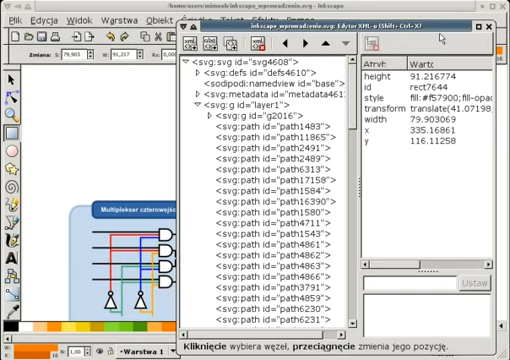 Inkscape
Plik Edycja Widok Warstwa Obiekt
Zmiana: S: 79,903 W: 91,217
inkscape_wprowadzenie.svg: Edytor XML-u (Shift+Ctrl+X)
<svg:svg id="svg4608">
<svg:defs id="defs4610">
<sodipodi:namedview id="base">
<svg:metadata id="metadata461
<svg:g id="layer1">
<svg:g id="g2016">
<svg:path id="path1483">
<svg:path id="path11865">
<svg:path id="path2491">
<svg:path id="path2489">
<svg:path id="path6313">
<svg:path id="path17158">
<svg:path id="path1584">
<svg:path id="path16390">
<svg:path id="path1580">
<svg:path id="path4711">
<svg:path id="path1543">
<svg:path id="path4861">
<svg:path id="path4862">
<svg:path id="path4863">
<svg:path id="path4866">
<svg:path id="path3791">
<svg:path id="path4859">
<svg:path id="path6230">
<svg:path id="path6231">
Atryb: Warto
height 91.216774
id rect7644
style fill:#f57900;fill-opac
transform translate(41.07198,
width 79.903069
x 335.16861
y 116.11258
Ustaw
Multiplekser czterowejśc
N: 1,00
Warstwa 1
Kliknięcie wybiera węzeł, przeciągnięcie zmienia jego pozycję.